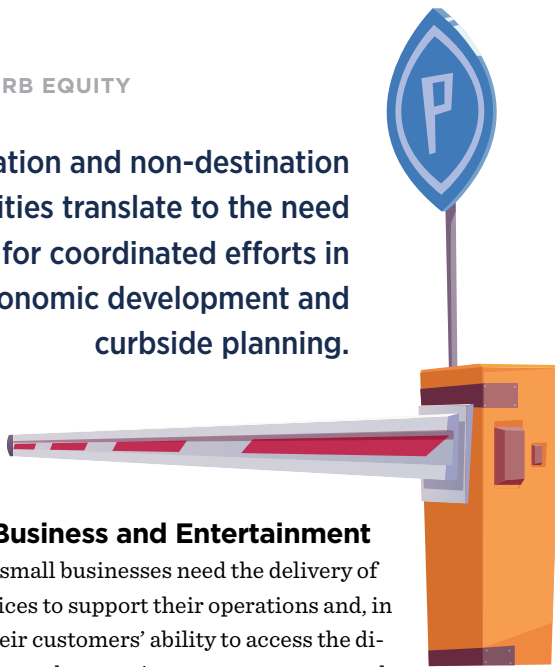 RB EQUITY
P
ation and non-destination
ities translate to the need
for coordinated efforts in
onomic development and
curbside planning.
Business and Entertainment
small businesses need the delivery of
ices to support their operations and, in
eir customers’ ability to access the di-